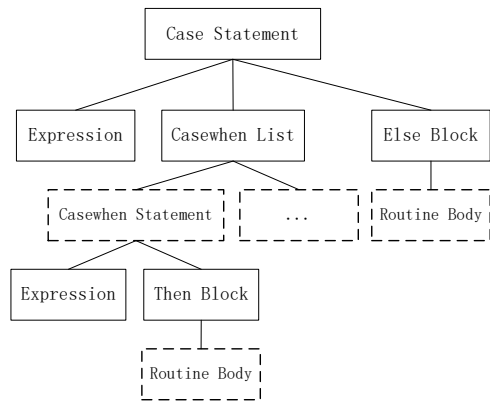 Case Statement
Expression
Casewhen List
Else Block
Casewhen Statement
...
Routine Body
Expression
Then Block
Routine Body